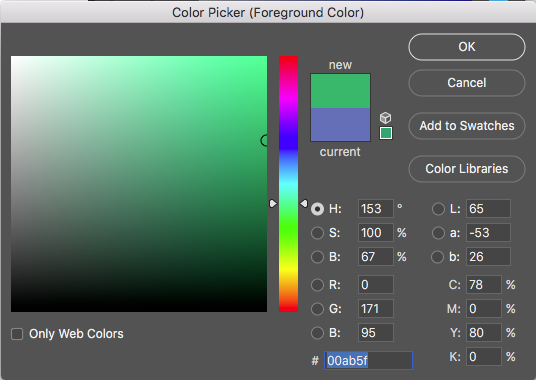 Color Picker (Foreground Color)
new
current
OK
Cancel
Add to Swatches
Color Libraries
H: 153 °
S: 100 %
B: 67 %
R: 0
G: 171
B: 95
# 00ab5f
L: 65
a: -53
b: 26
C: 78 %
M: 0 %
Y: 80 %
K: 0 %
Only Web Colors